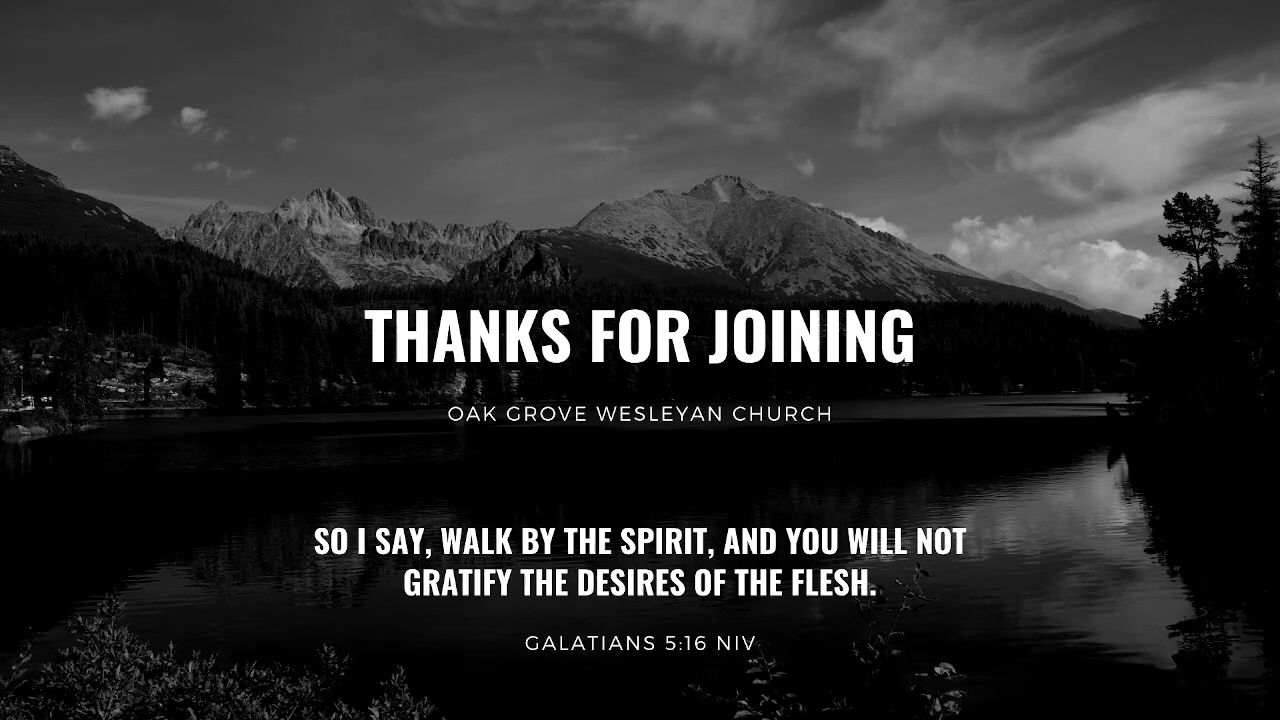 THANKS FOR JOINING
OAK GROVE WESLEYAN CHURCH
SO I SAY, WALK BY THE SPIRIT, AND YOU WILL NOT
GRATIFY THE DESIRES OF THE FLESH.
GALATIANS 5:16 NIV